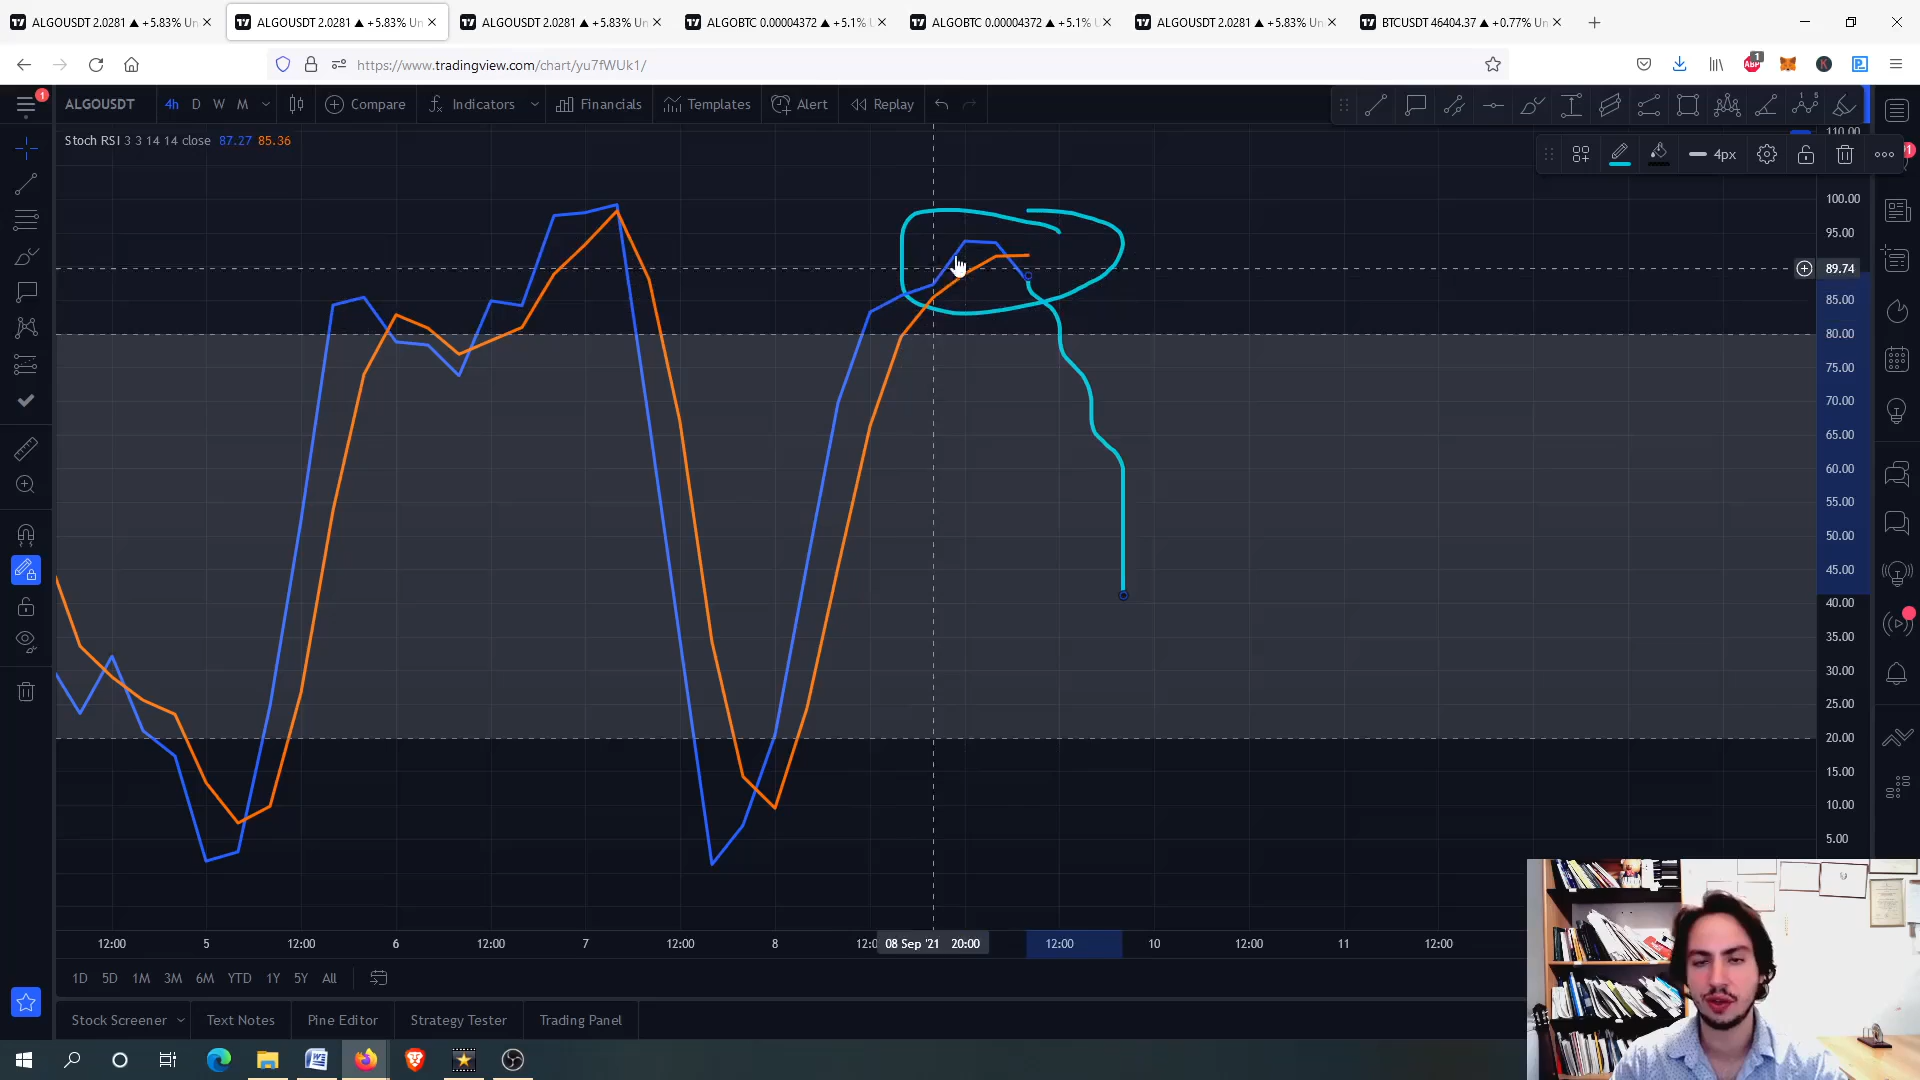 ALGOUSDT 2.0281 ▲ +5.83% Un
ALGOUSDT 2.0281 ▲ +5.83% Un
ALGOUSDT 2.0281 ▲ +5.83% Un
ALGOBTC 0.00004372 ▲ +5.1% U
ALGOBTC 0.00004372 ▲ +5.1% U
ALGOUSDT 2.0281 ▲ +5.83% Un
BTCUSDT 46404.37 ▲ +0.77% Un
https://www.tradingview.com/chart/yu7fWUk1/
1
ABP
K
1
ALGOUSDT
4h
D
W
M
Compare
Indicators
Financials
Templates
Alert
Replay
Stoch RSI 3 3 14 14 close 87.27 85.36
4px
110.00
100.00
95.00
89.74
85.00
80.00
75.00
70.00
65.00
60.00
55.00
50.00
45.00
40.00
35.00
30.00
25.00
20.00
15.00
10.00
5.00
12:00
5
12:00
6
12:00
7
12:00
8
12:0
08 Sep '21 20:00
12:00
10
12:00
11
12:00
1D
5D
1M
3M
6M
YTD
1Y
5Y
All
Stock Screener
Text Notes
Pine Editor
Strategy Tester
Trading Panel